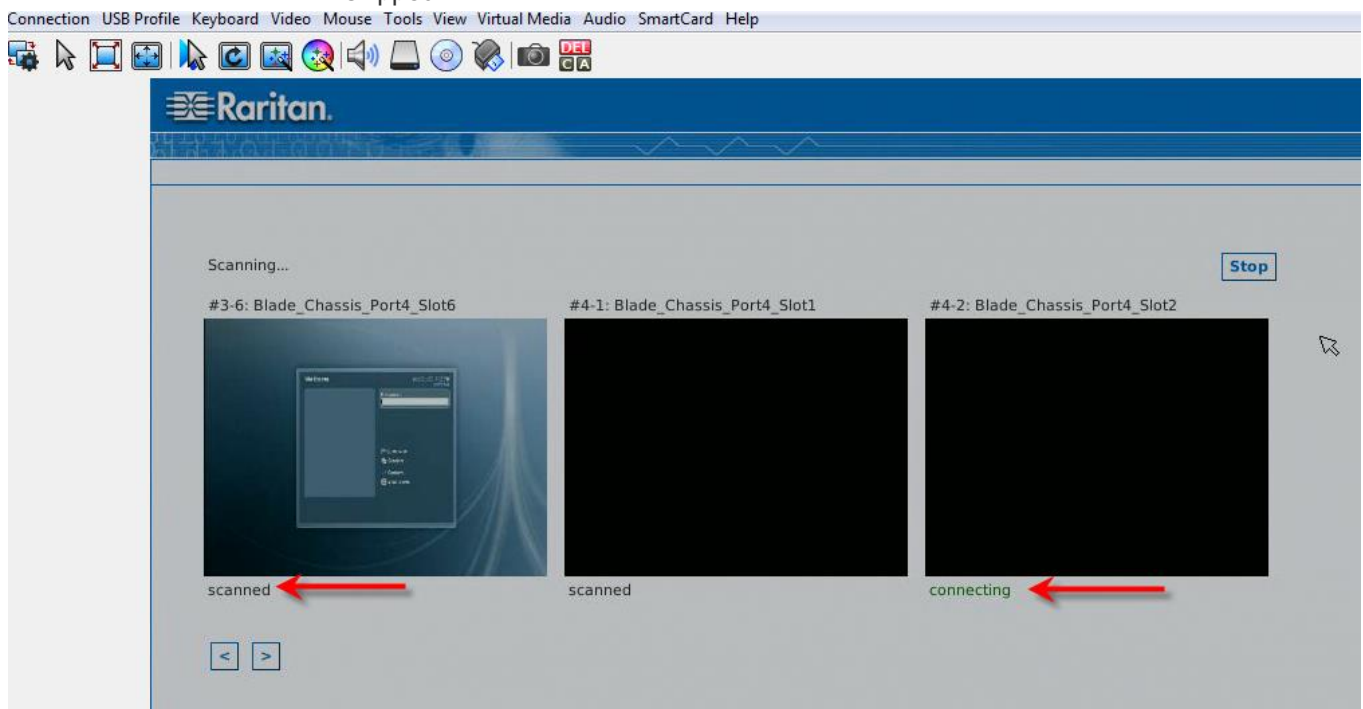 Connection USB Profile Keyboard Video Mouse Tools View Virtual Media Audio SmartCard Help
DEL
C A
Raritan.
Scanning...
Stop
#3-6: Blade_Chassis_Port4_Slot6
#4-1: Blade_Chassis_Port4_Slot1
#4-2: Blade_Chassis_Port4_Slot2
Welcome
scanned
scanned
connecting
< >